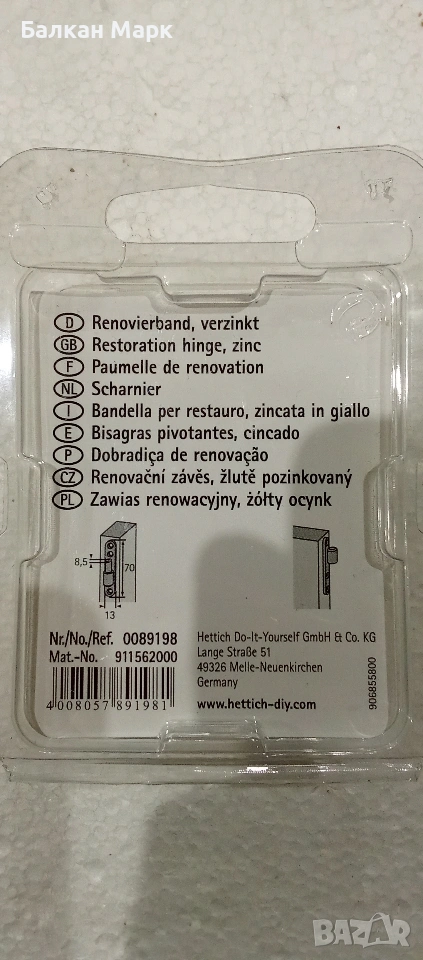 Балкан Марк
D Renovierband, verzinkt
GB Restoration hinge, zinc
F Paumelle de renovation
NL Scharnier
I Bandella per restauro, zincata in giallo
E Bisagras pivotantes, cincado
P Dobradiça de renovação
CZ Renovační závěs, žlutě pozinkovaný
PL Zawias renowacyjny, żółty ocynk
8,5
70
13
Nr./No./Ref. 0089198
Mat.-No. 911562000
4 008057 891981
Hettich Do-It-Yourself GmbH & Co. KG
Lange Straße 51
49326 Melle-Neuenkirchen
Germany
www.hettich-diy.com
906855800
BAZAR